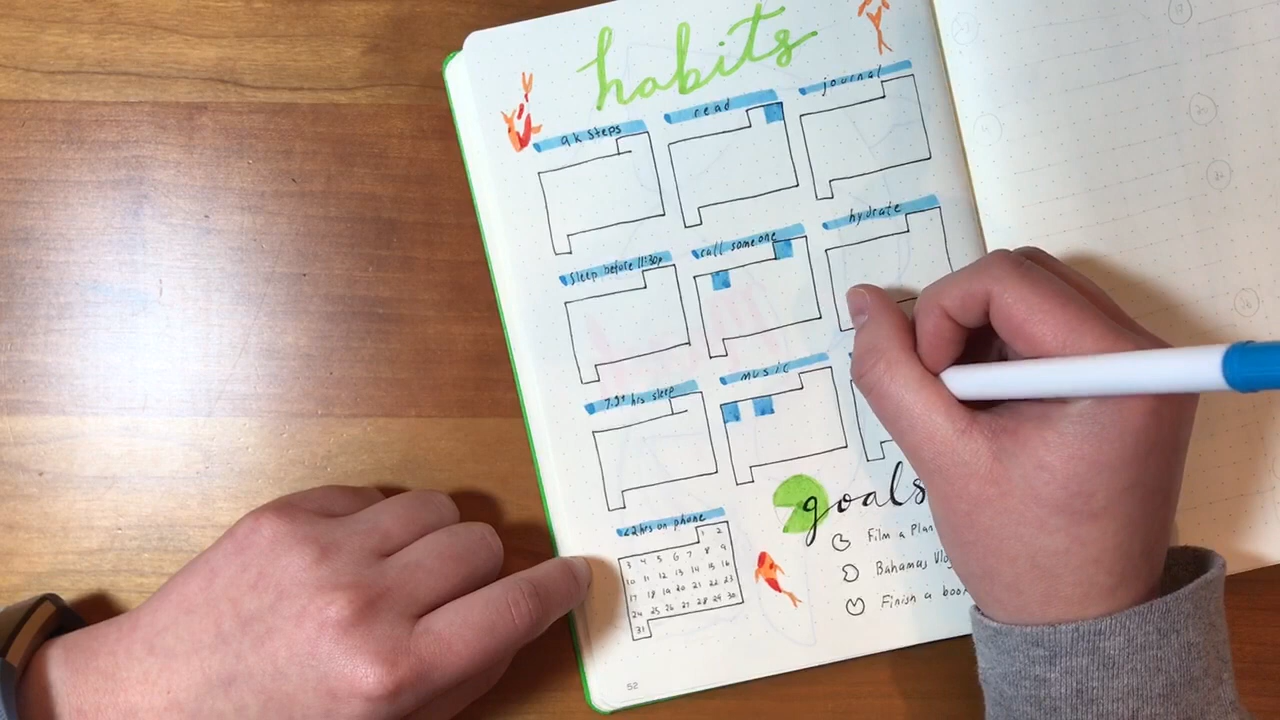 habits
9k steps
read
journal
sleep before 11:30p
call someone
hydrate
7.5+ hrs sleep
music
<2hrs on phone
1 2
3 4 5 6 7 8 9
10 11 12 13 14 15 16
17 18 19 20 21 22 23
24 25 26 27 28 29 30
31
goals
Film a Plan
Bahamas Vlog
Finish a book
52